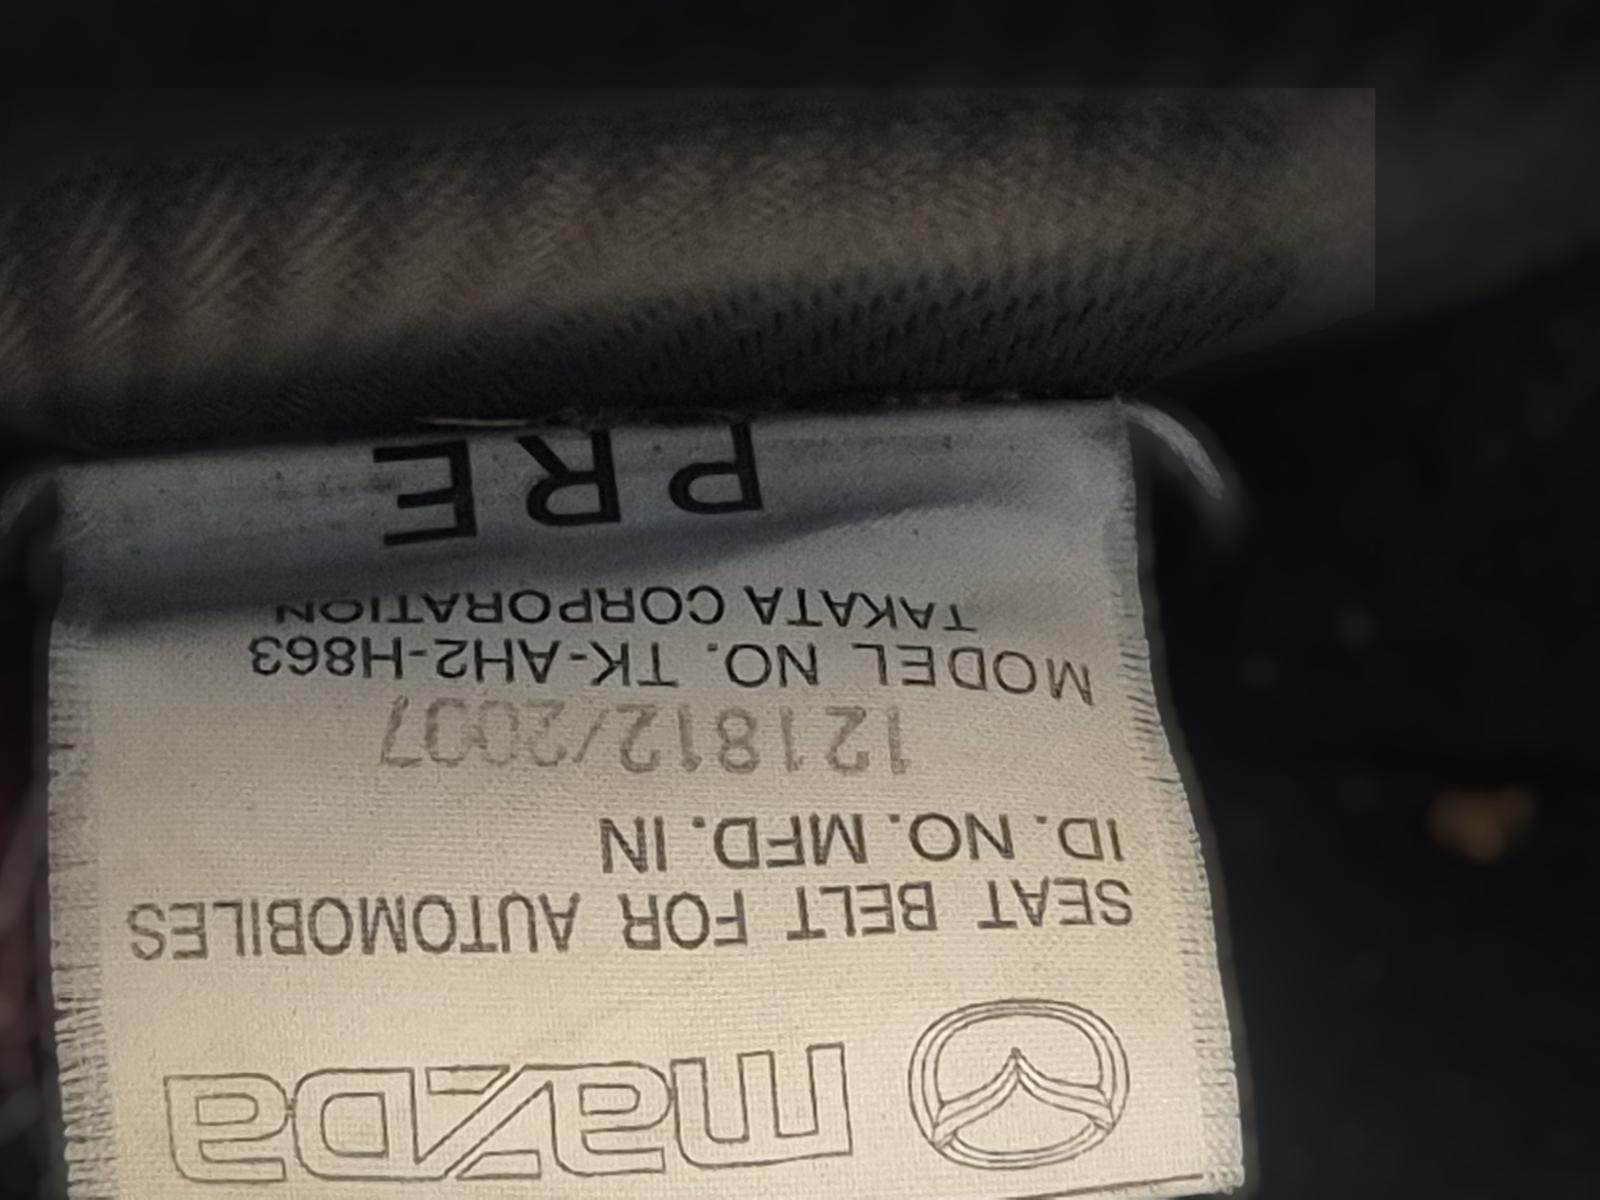 mazda
SEAT BELT FOR AUTOMOBILES
ID. NO. MFD. IN
121812/2007
MODEL NO. TK-AH2-H863
TAKATA CORPORATION
PRE